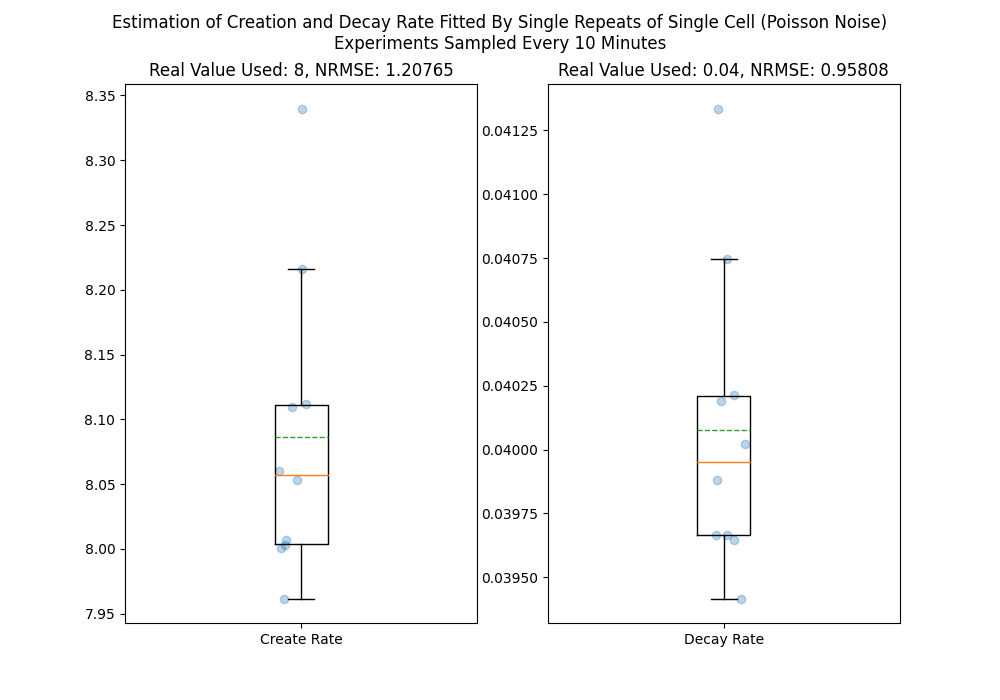 Estimation of Creation and Decay Rate Fitted By Single Repeats of Single Cell (Poisson Noise)
Experiments Sampled Every 10 Minutes
Real Value Used: 8, NRMSE: 1.20765
8.35
8.30
8.25
8.20
8.15
8.10
8.05
8.00
7.95
Create Rate
Real Value Used: 0.04, NRMSE: 0.95808
0.04125
0.04100
0.04075
0.04050
0.04025
0.04000
0.03975
0.03950
Decay Rate